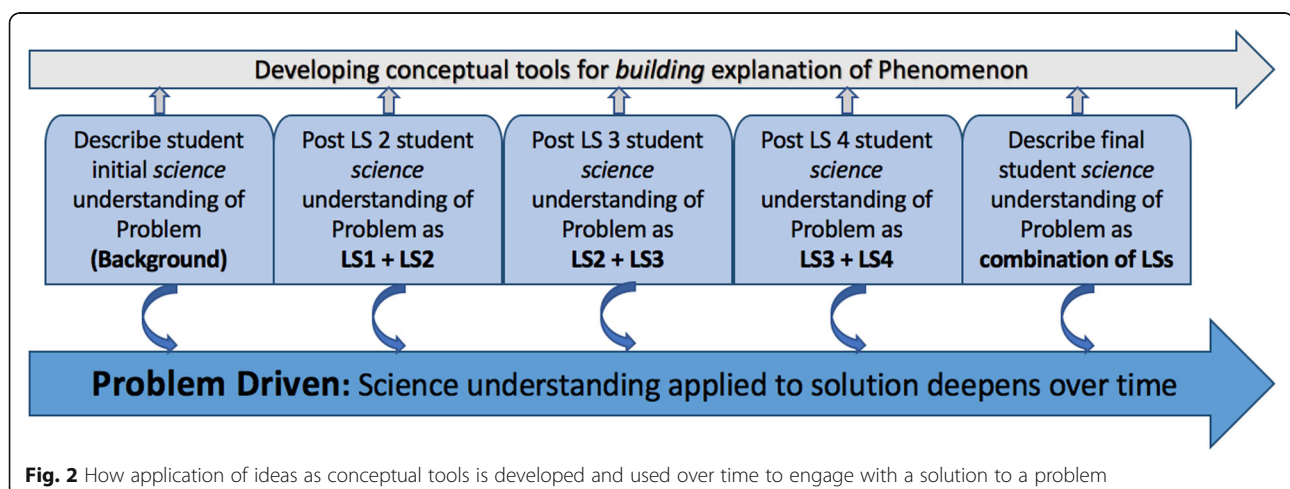 Developing conceptual tools for building explanation of Phenomenon
Describe student
initial science
understanding of
Problem
(Background)
Post LS 2 student
science
understanding of
Problem as
LS1 + LS2
Post LS 3 student
science
understanding of
Problem as
LS2 + LS3
Post LS 4 student
science
understanding of
Problem as
LS3 + LS4
Describe final
student science
understanding of
Problem as
combination of LSs
Problem Driven: Science understanding applied to solution deepens over time
Fig. 2 How application of ideas as conceptual tools is developed and used over time to engage with a solution to a problem